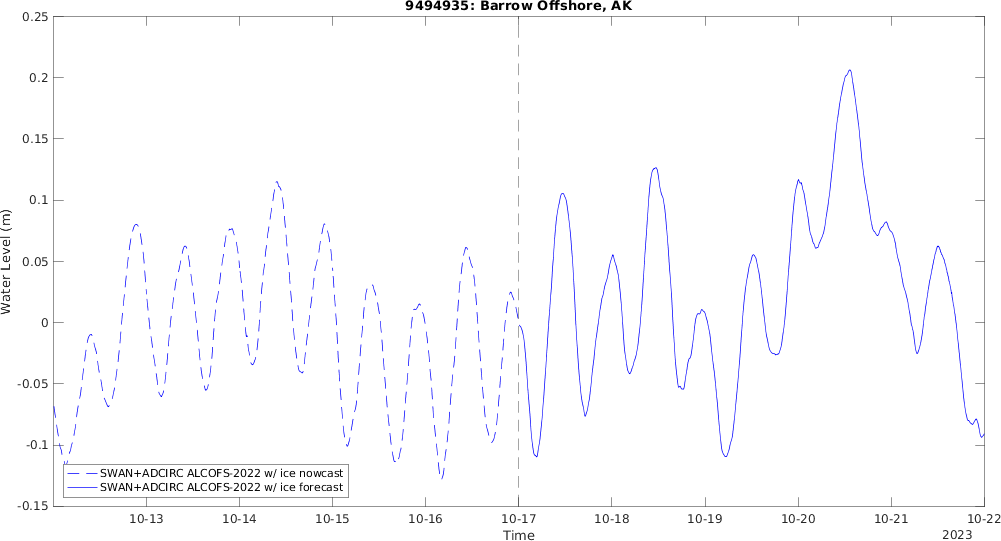 9494935: Barrow Offshore, AK
0.25
0.2
0.15
0.1
0.05
0
-0.05
-0.1
-0.15
Water Level (m)
SWAN+ADCIRC ALCOFS-2022 w/ ice nowcast
SWAN+ADCIRC ALCOFS-2022 w/ ice forecast
10-13 10-14 10-15 10-16 10-17 10-18 10-19 10-20 10-21 10-22
Time
2023